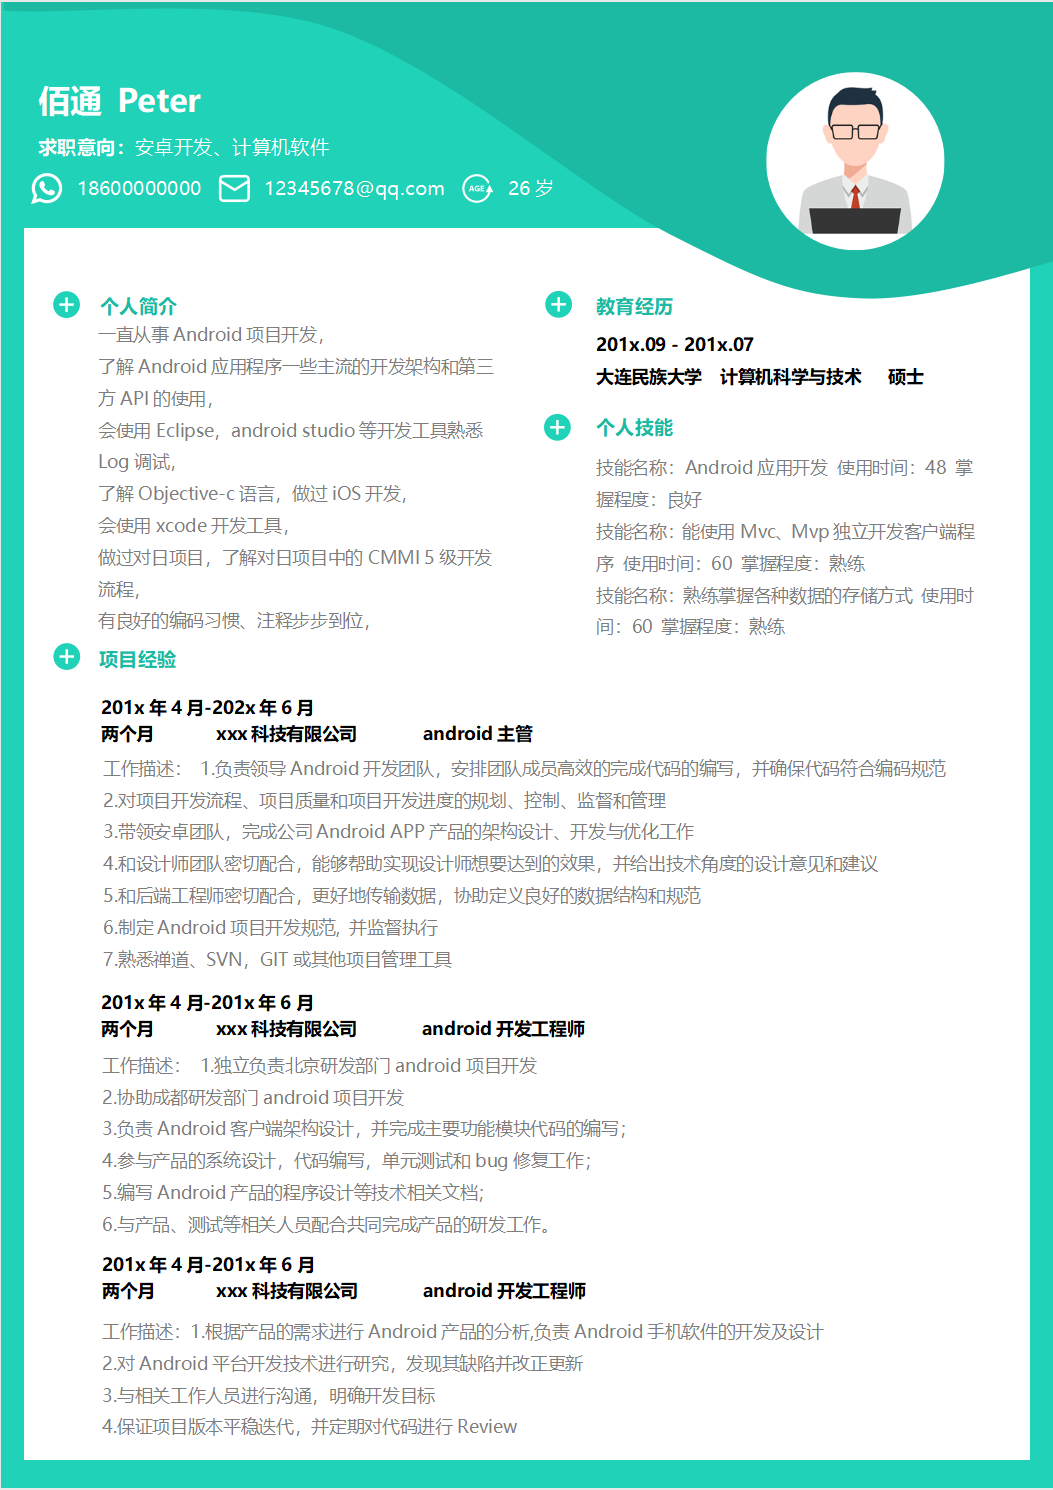 佰通 Peter
求职意向：安卓开发、计算机软件
18600000000 12345678@qq.com AGE 26 岁
个人简介
一直从事 Android 项目开发，
了解 Android 应用程序一些主流的开发架构和第三
方 API 的使用，
会使用 Eclipse，android studio 等开发工具熟悉
Log 调试，
了解 Objective-c 语言，做过 iOS 开发，
会使用 xcode 开发工具，
做过对日项目，了解对日项目中的 CMMI 5 级开发
流程，
有良好的编码习惯、注释步步到位，
教育经历
201x.09 - 201x.07
大连民族大学 计算机科学与技术 硕士
个人技能
技能名称：Android 应用开发 使用时间：48 掌
握程度：良好
技能名称：能使用 Mvc、Mvp 独立开发客户端程
序 使用时间：60 掌握程度：熟练
技能名称：熟练掌握各种数据的存储方式 使用时
间：60 掌握程度：熟练
项目经验
201x 年 4 月-202x 年 6 月
两个月 xxx 科技有限公司 android 主管
工作描述： 1.负责领导 Android 开发团队，安排团队成员高效的完成代码的编写，并确保代码符合编码规范
2.对项目开发流程、项目质量和项目开发进度的规划、控制、监督和管理
3.带领安卓团队，完成公司 Android APP 产品的架构设计、开发与优化工作
4.和设计师团队密切配合，能够帮助实现设计师想要达到的效果，并给出技术角度的设计意见和建议
5.和后端工程师密切配合，更好地传输数据，协助定义良好的数据结构和规范
6.制定 Android 项目开发规范, 并监督执行
7.熟悉禅道、SVN，GIT 或其他项目管理工具
201x 年 4 月-201x 年 6 月
两个月 xxx 科技有限公司 android 开发工程师
工作描述： 1.独立负责北京研发部门 android 项目开发
2.协助成都研发部门 android 项目开发
3.负责 Android 客户端架构设计，并完成主要功能模块代码的编写；
4.参与产品的系统设计，代码编写，单元测试和 bug 修复工作；
5.编写 Android 产品的程序设计等技术相关文档；
6.与产品、测试等相关人员配合共同完成产品的研发工作。
201x 年 4 月-201x 年 6 月
两个月 xxx 科技有限公司 android 开发工程师
工作描述：1.根据产品的需求进行 Android 产品的分析,负责 Android 手机软件的开发及设计
2.对 Android 平台开发技术进行研究，发现其缺陷并改正更新
3.与相关工作人员进行沟通，明确开发目标
4.保证项目版本平稳迭代，并定期对代码进行 Review